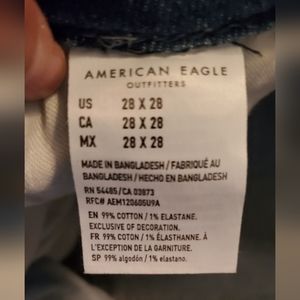 AMERICAN EAGLE
OUTFITTERS
US 28 X 28
CA 28 X 28
MX 28 X 28
MADE IN BANGLADESH / FABRIQUÉ AU
BANGLADESH / HECHO EN BANGLADESH
RN 54485/CA 03873
RFC# AEM120605U9A
EN 99% COTTON / 1% ELASTANE.
EXCLUSIVE OF DECORATION.
FR 99% COTON / 1% ÉLASTHANNE. À
L'EXCEPTION DE LA GARNITURE.
SP 99% algodón / 1% elastano.